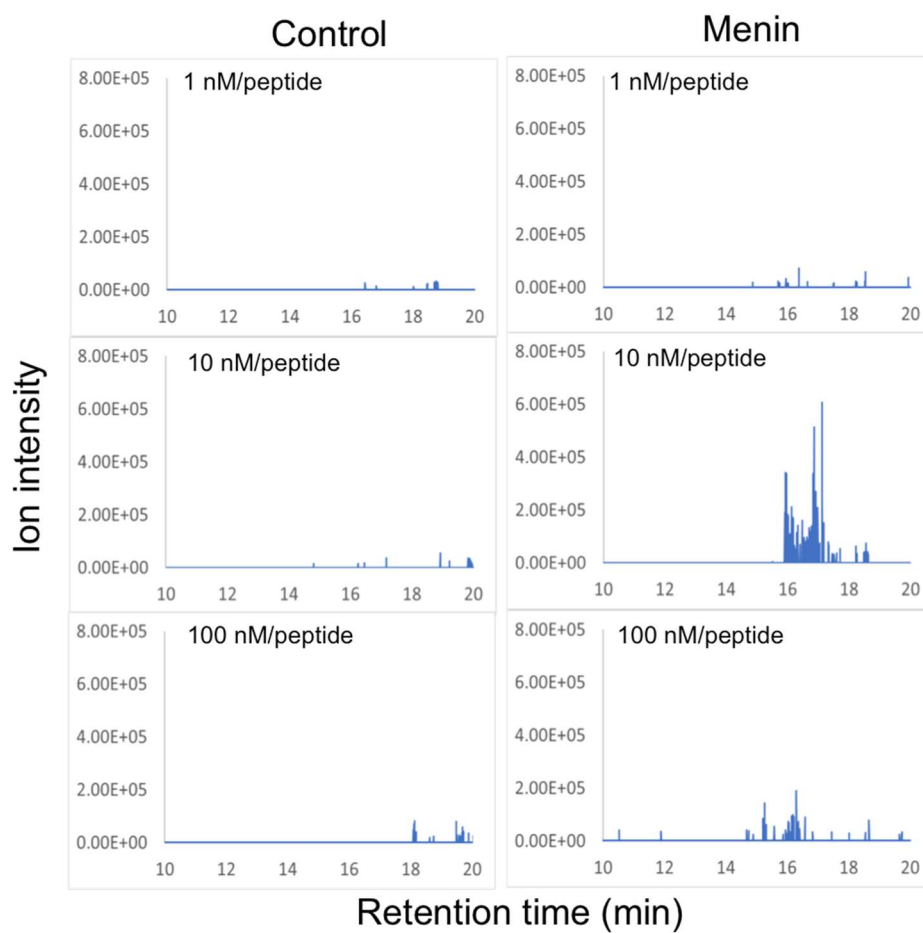 Control
Menin
1 nM/peptide
8.00E+05
6.00E+05
4.00E+05
2.00E+05
0.00E+00
10 12 14 16 18 20
1 nM/peptide
8.00E+05
6.00E+05
4.00E+05
2.00E+05
0.00E+00
10 12 14 16 18 20
Ion intensity
10 nM/peptide
8.00E+05
6.00E+05
4.00E+05
2.00E+05
0.00E+00
10 12 14 16 18 20
10 nM/peptide
8.00E+05
6.00E+05
4.00E+05
2.00E+05
0.00E+00
10 12 14 16 18 20
100 nM/peptide
8.00E+05
6.00E+05
4.00E+05
2.00E+05
0.00E+00
10 12 14 16 18 20
100 nM/peptide
8.00E+05
6.00E+05
4.00E+05
2.00E+05
0.00E+00
10 12 14 16 18 20
Retention time (min)